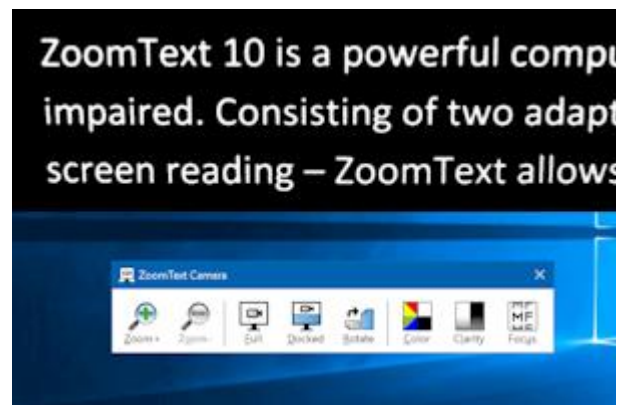 ZoomText 10 is a powerful compu
impaired. Consisting of two adapt
screen reading – ZoomText allows
ZoomText Camera
Zoom+ Zoom- Full Docked Rotate Color Clarity Focus
MF